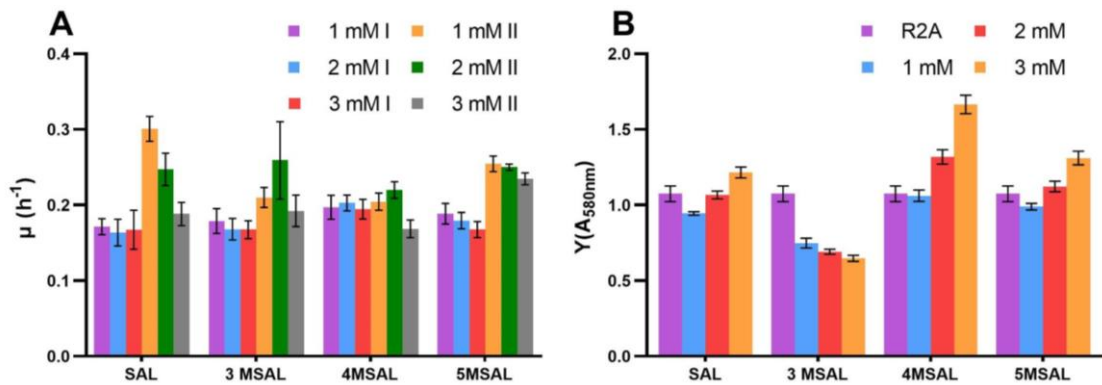 A
1 mM I 1 mM II
2 mM I 2 mM II
3 mM I 3 mM II
0.4
0.3
0.2
0.1
0.0
µ (h-1)
SAL 3 MSAL 4MSAL 5MSAL
B
R2A 2 mM
1 mM 3 mM
2.0
1.5
1.0
0.5
0.0
Y(A580nm)
SAL 3 MSAL 4MSAL 5MSAL